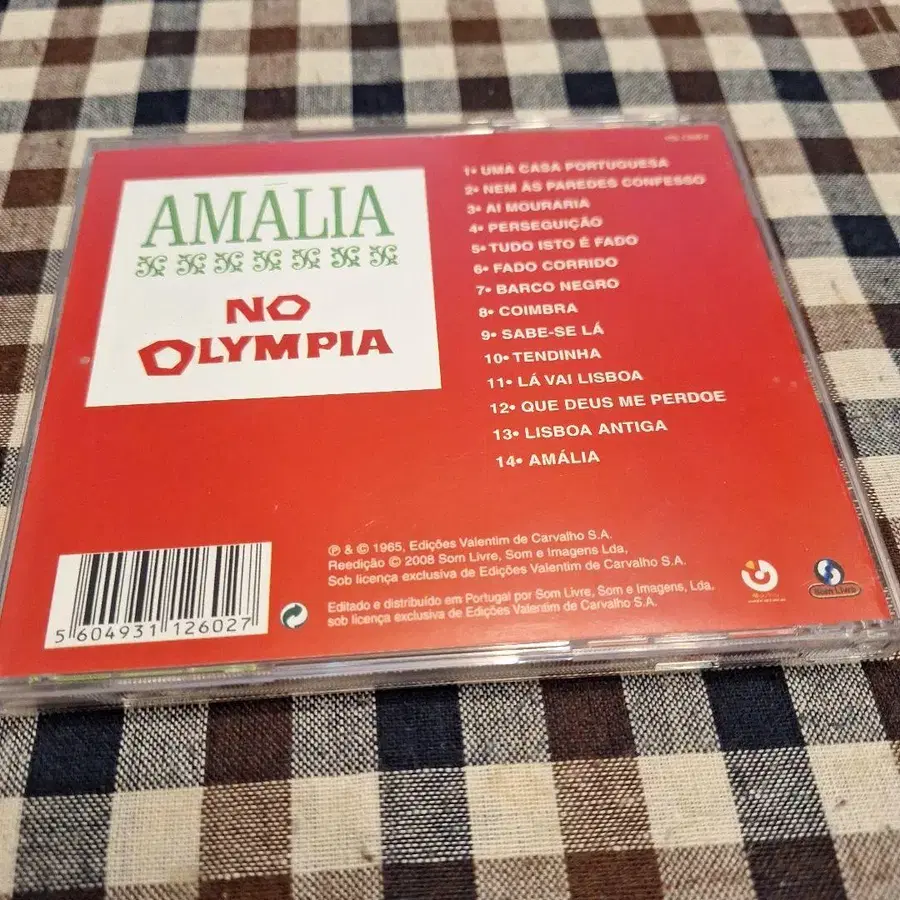 AMÁLIA
NO
OLYMPIA
1• UMA CASA PORTUGUESA
2• NEM ÀS PAREDES CONFESSO
3• AI MOURARIA
4• PERSEGUIÇÃO
5• TUDO ISTO É FADO
6• FADO CORRIDO
7• BARCO NEGRO
8• COIMBRA
9• SABE-SE LÁ
10• TENDINHA
11• LÁ VAI LISBOA
12• QUE DEUS ME PERDOE
13• LISBOA ANTIGA
14• AMÁLIA
℗ & © 1965, Edições Valentim de Carvalho S.A.
Reedição © 2008 Som Livre, Som e Imagens Lda,
Sob licença exclusiva de Edições Valentim de Carvalho S.A.
Editado e distribuído em Portugal por Som Livre, Som e Imagens, Lda.
sob licença exclusiva de Edições Valentim de Carvalho S.A.
5 604931 126027
Som Livre